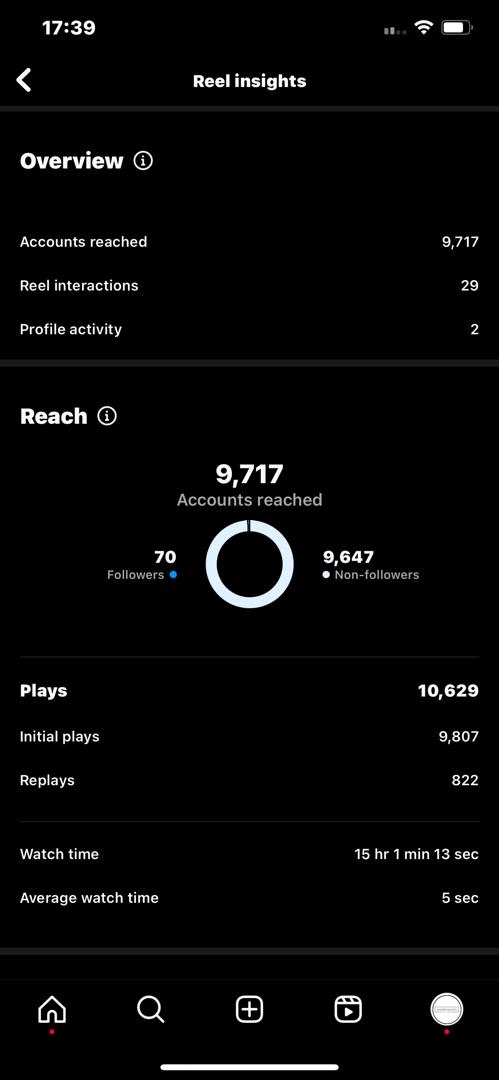 17:39
Reel insights
Overview
Accounts reached 9,717
Reel interactions 29
Profile activity 2
Reach
9,717
Accounts reached
70 9,647
Followers Non-followers
Plays 10,629
Initial plays 9,807
Replays 822
Watch time 15 hr 1 min 13 sec
Average watch time 5 sec